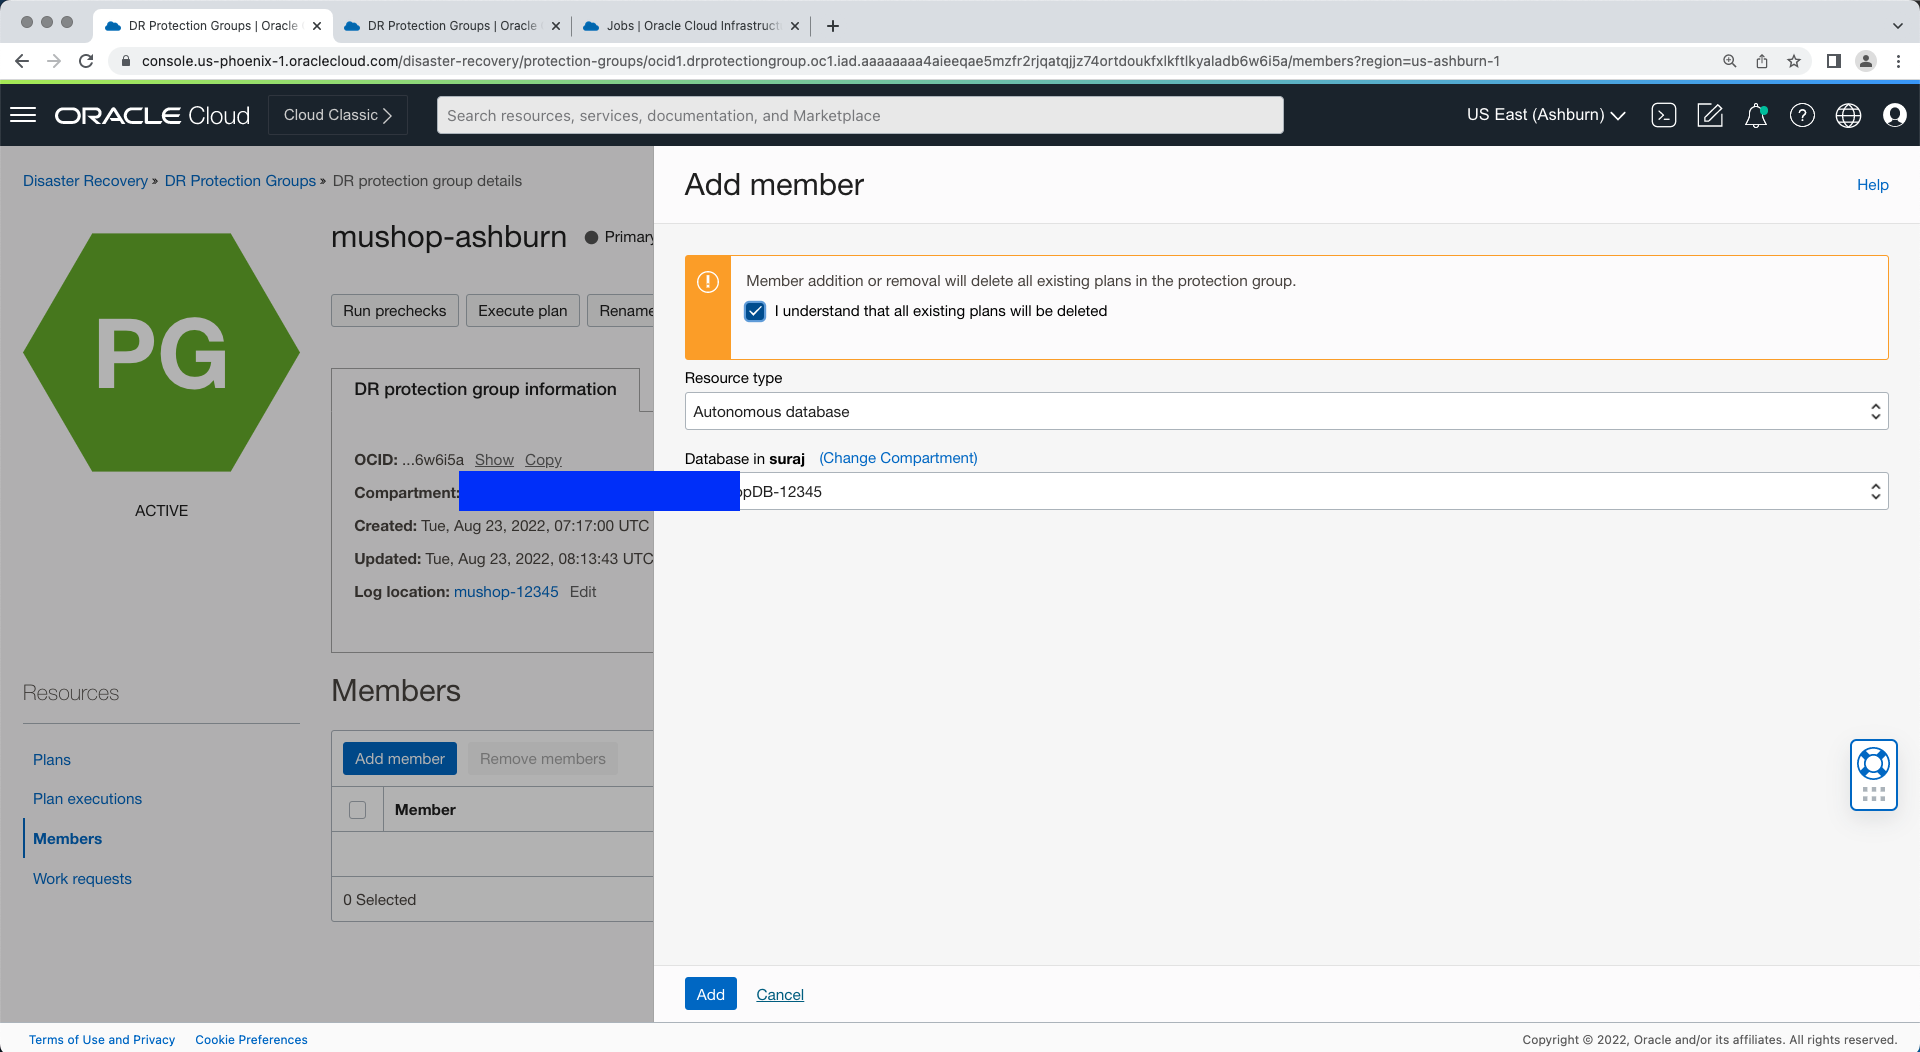 DR Protection Groups | Oracle
DR Protection Groups | Oracle
Jobs | Oracle Cloud Infrastruct
console.us-phoenix-1.oraclecloud.com/disaster-recovery/protection-groups/ocid1.drprotectiongroup.oc1.iad.aaaaaaaa4aieeqae5mzfr2rjqatqjjz74ortdoukfxlkftlkyaladb6w6i5a/members?region=us-ashburn-1
ORACLE Cloud
Cloud Classic
Search resources, services, documentation, and Marketplace
US East (Ashburn)
Disaster Recovery » DR Protection Groups » DR protection group details
PG
ACTIVE
mushop-ashburn
Primary
Run prechecks
Execute plan
Rename
DR protection group information
OCID: ...6w6i5a Show Copy
Compartment:
Created: Tue, Aug 23, 2022, 07:17:00 UTC
Updated: Tue, Aug 23, 2022, 08:13:43 UTC
Log location: mushop-12345 Edit
Resources
Plans
Plan executions
Members
Work requests
Members
Add member
Remove members
Member
0 Selected
Add member
Help
Member addition or removal will delete all existing plans in the protection group.
I understand that all existing plans will be deleted
Resource type
Autonomous database
Database in suraj (Change Compartment)
opDB-12345
Add
Cancel
Terms of Use and Privacy
Cookie Preferences
Copyright © 2022, Oracle and/or its affiliates. All rights reserved.